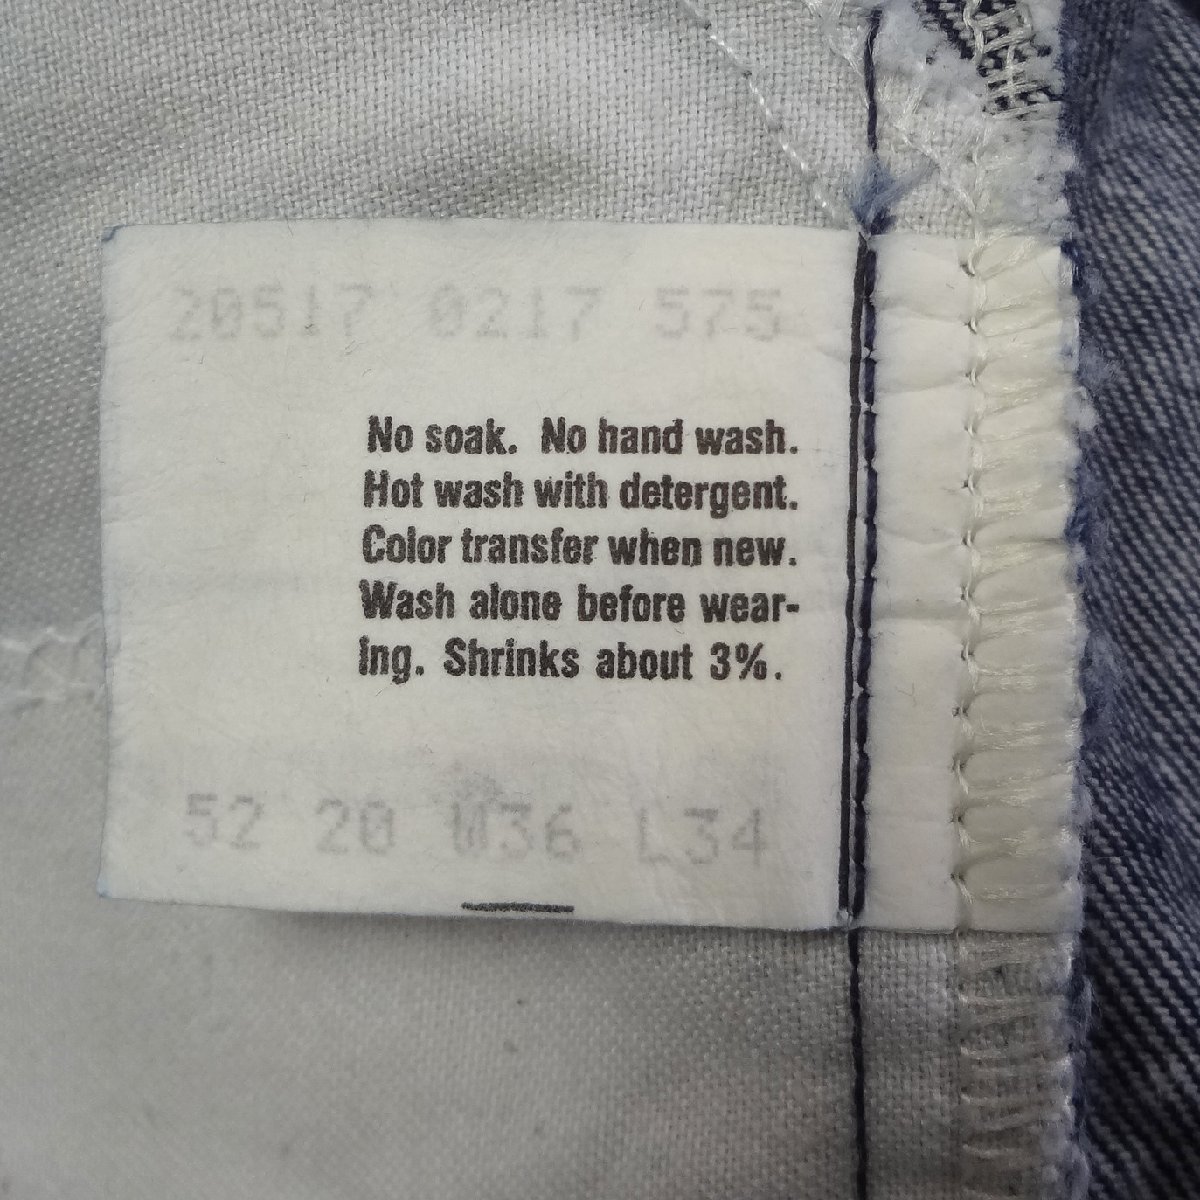 20517 0217 575
No soak. No hand wash.
Hot wash with detergent.
Color transfer when new.
Wash alone before wear-
ing. Shrinks about 3%.
52 20 W36 L34